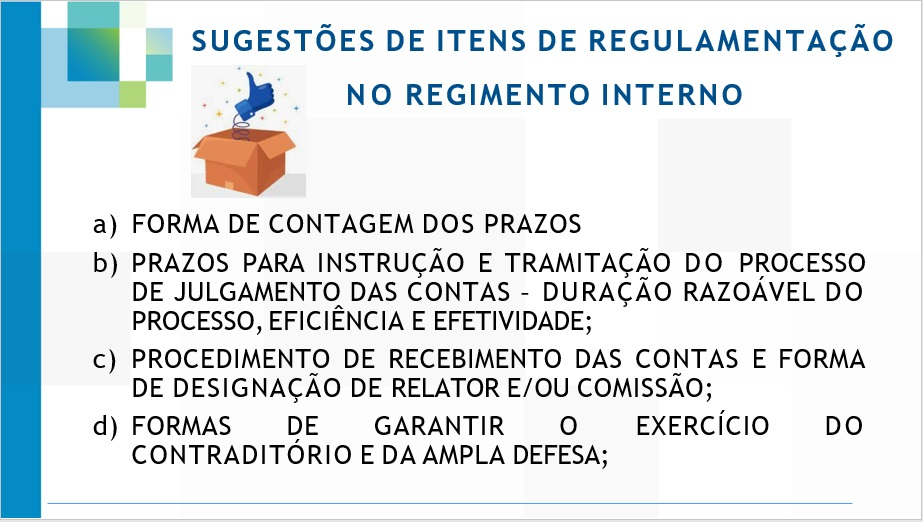 SUGESTÕES DE ITENS DE REGULAMENTAÇÃO
NO REGIMENTO INTERNO
a) FORMA DE CONTAGEM DOS PRAZOS
b) PRAZOS PARA INSTRUÇÃO E TRAMITAÇÃO DO PROCESSO
DE JULGAMENTO DAS CONTAS – DURAÇÃO RAZOÁVEL DO
PROCESSO, EFICIÊNCIA E EFETIVIDADE;
c) PROCEDIMENTO DE RECEBIMENTO DAS CONTAS E FORMA
DE DESIGNAÇÃO DE RELATOR E/OU COMISSÃO;
d) FORMAS DE GARANTIR O EXERCÍCIO DO
CONTRADITÓRIO E DA AMPLA DEFESA;